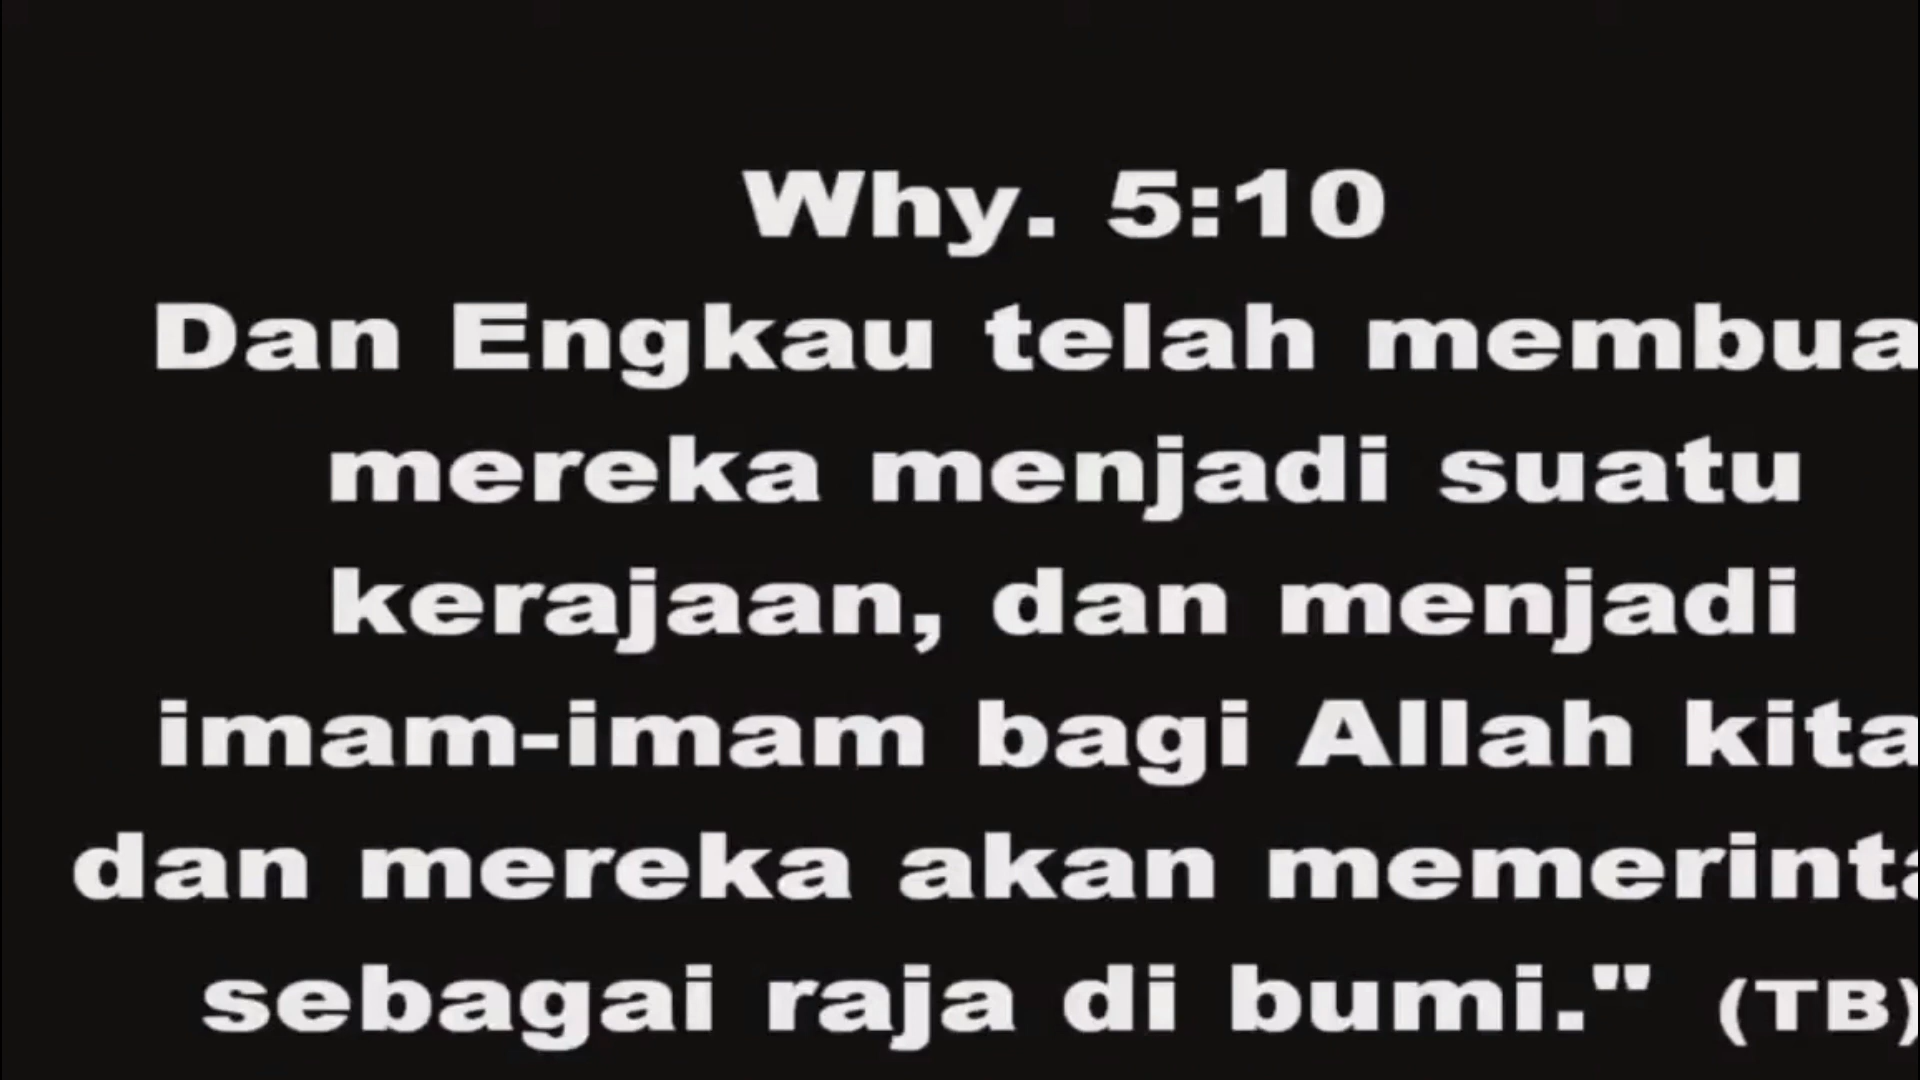 Why. 5:10
Dan Engkau telah membua
mereka menjadi suatu
kerajaan, dan menjadi
imam-imam bagi Allah kita
dan mereka akan memerinta
sebagai raja di bumi." (TB)